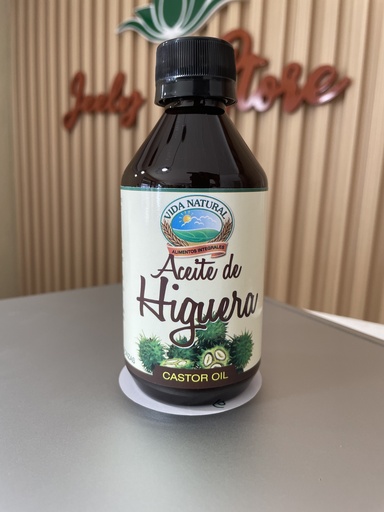 Judy Store
VIDA NATURAL
ALIMENTOS INTEGRALES
Aceite de
Higuera
CASTOR OIL